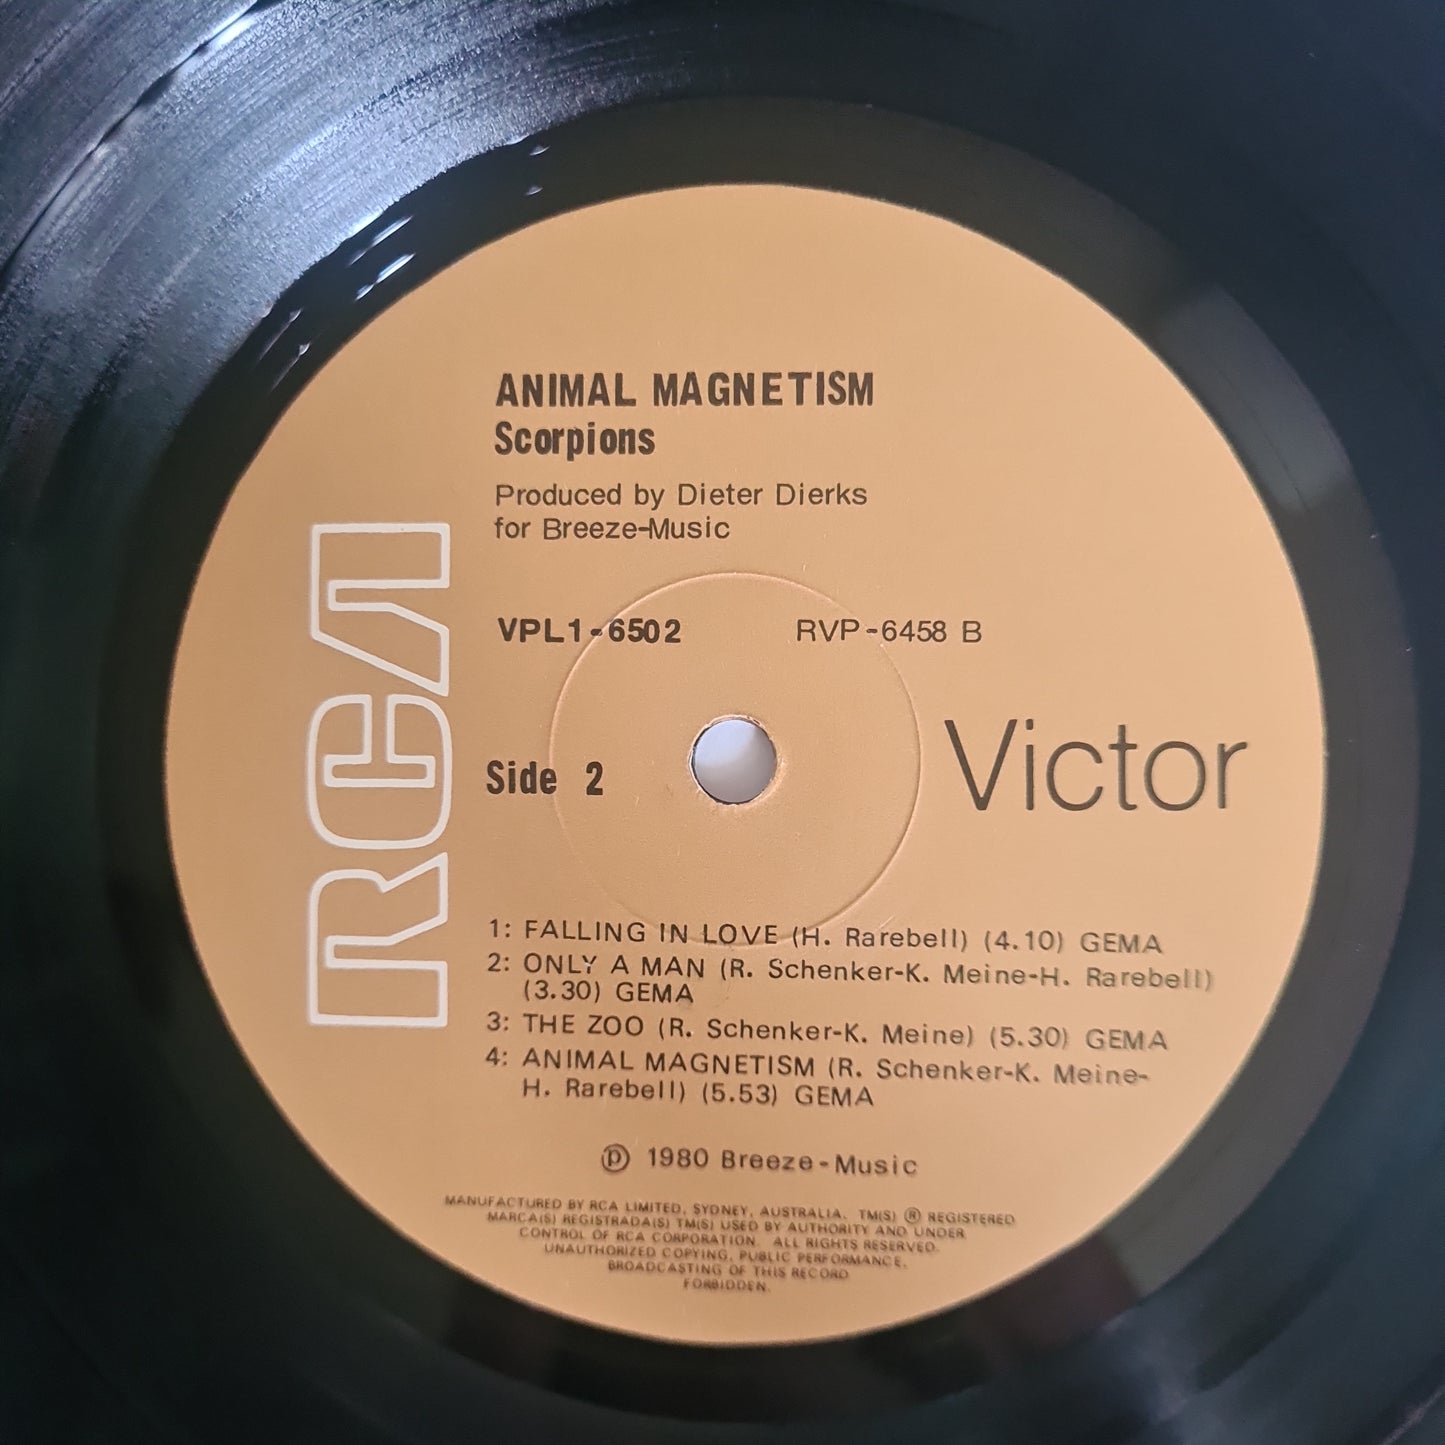 ANIMAL MAGNETISM
Scorpions
Produced by Dieter Dierks
for Breeze-Music
VPL1-6502 RVP-6458 B
RCA
Side 2
Victor
1: FALLING IN LOVE (H. Rarebell) (4.10) GEMA
2: ONLY A MAN (R. Schenker-K. Meine-H. Rarebell)
(3.30) GEMA
3: THE ZOO (R. Schenker-K. Meine) (5.30) GEMA
4: ANIMAL MAGNETISM (R. Schenker-K. Meine-
H. Rarebell) (5.53) GEMA
℗ 1980 Breeze-Music
MANUFACTURED BY RCA LIMITED, SYDNEY, AUSTRALIA. TM(S) ® REGISTERED
MARCA(S) REGISTRADA(S) TM(S) USED BY AUTHORITY AND UNDER
CONTROL OF RCA CORPORATION. ALL RIGHTS RESERVED.
UNAUTHORIZED COPYING, PUBLIC PERFORMANCE,
BROADCASTING OF THIS RECORD
FORBIDDEN.